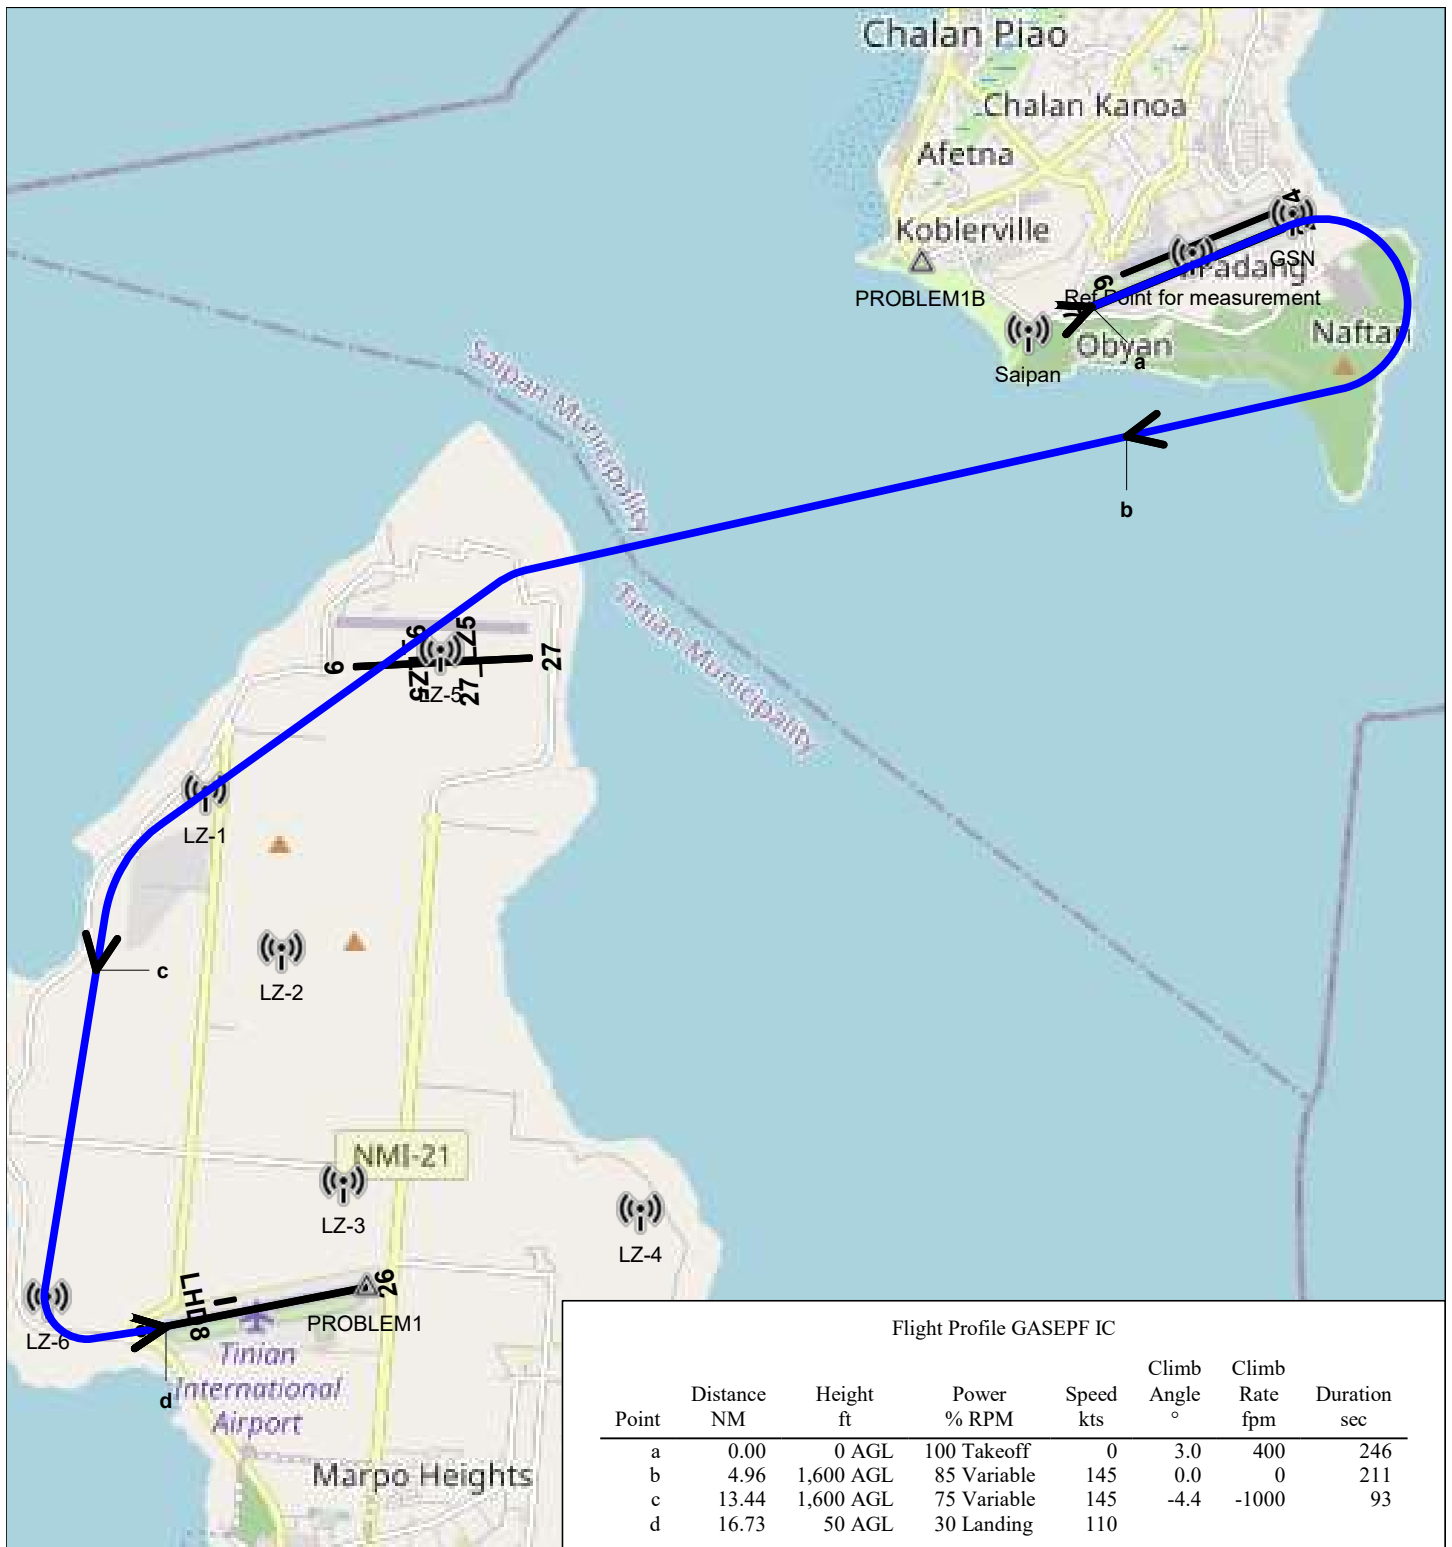 Chalan Piao
Chalan Kanoa
Afetna
Koblerville
PROBLEM1B
GSN
Ref Point for measurement
6
Obyan
Naftan
Saipan
a
b
Saipan Municipality
Tinian Municipality
6
27
27
LZ-5
LZ-1
c
LZ-2
NMI-21
LZ-3
LZ-4
LZ-6
LHD8
26
PROBLEM1
d
Tinian
International
Airport
Marpo Heights
Flight Profile GASEPF IC
Point Distance NM Height ft Power % RPM Speed kts Climb Angle ° Climb Rate fpm Duration sec
a 0.00 0 AGL 100 Takeoff 0 3.0 400 246
b 4.96 1,600 AGL 85 Variable 145 0.0 0 211
c 13.44 1,600 AGL 75 Variable 145 -4.4 -1000 93
d 16.73 50 AGL 30 Landing 110